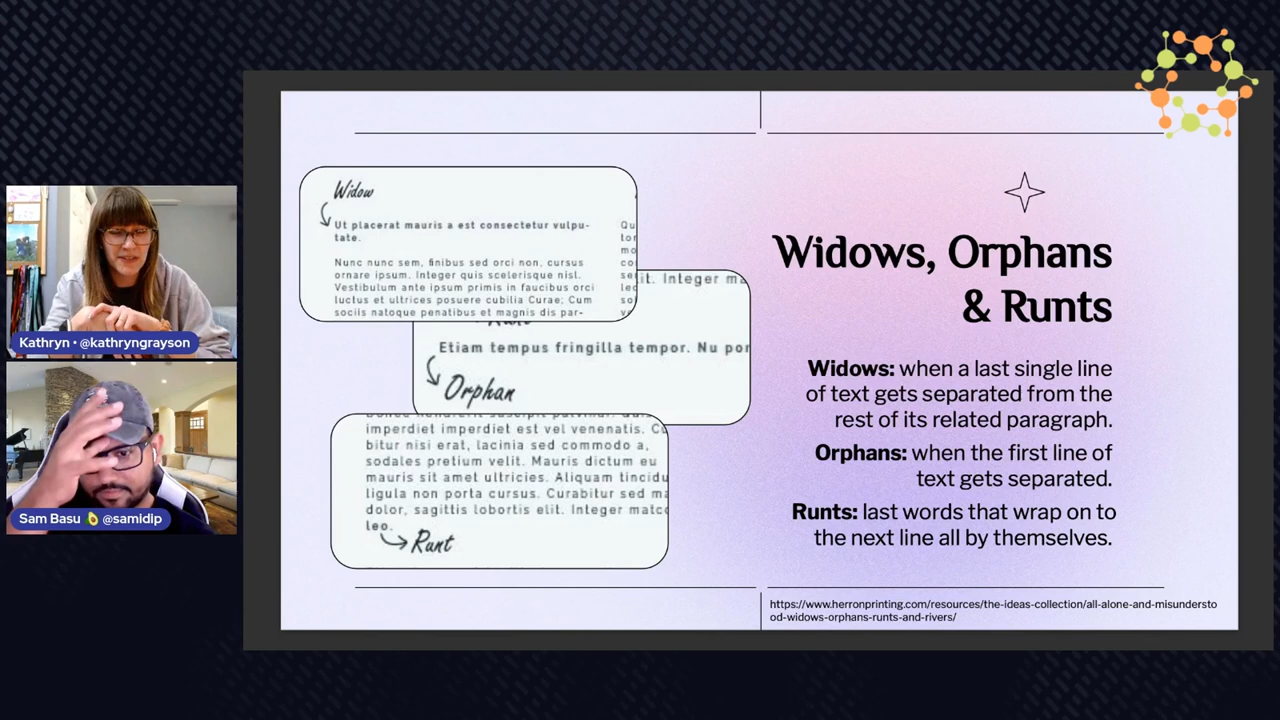 Kathryn • @kathryngrayson
Sam Basu 🥑 @samidip
Widow
Ut placerat mauris a est consectetur vulpu-
tate.
Nunc nunc sem, finibus sed orci non, cursus
ornare ipsum. Integer quis scelerisque nisl.
Vestibulum ante ipsum primis in faucibus orci
luctus et ultrices posuere cubilia Curae; Cum
sociis natoque penatibus et magnis dis par-
it. Integer
Etiam tempus fringilla tempor. Nu por
Orphan
imperdiet imperdiet est vel venenatis.
bitur nisi erat, lacinia sed commodo a,
sodales pretium velit. Mauris dictum eu
mauris sit amet ultricies. Aliquam tincidu
ligula non porta cursus. Curabitur sed
dolor, sagittis lobortis elit. Integer
leo.
Runt
Widows, Orphans
& Runts
Widows: when a last single line
of text gets separated from the
rest of its related paragraph.
Orphans: when the first line of
text gets separated.
Runts: last words that wrap on to
the next line all by themselves.
https://www.herronprinting.com/resources/the-ideas-collection/all-alone-and-misundersto
od-widows-orphans-runts-and-rivers/